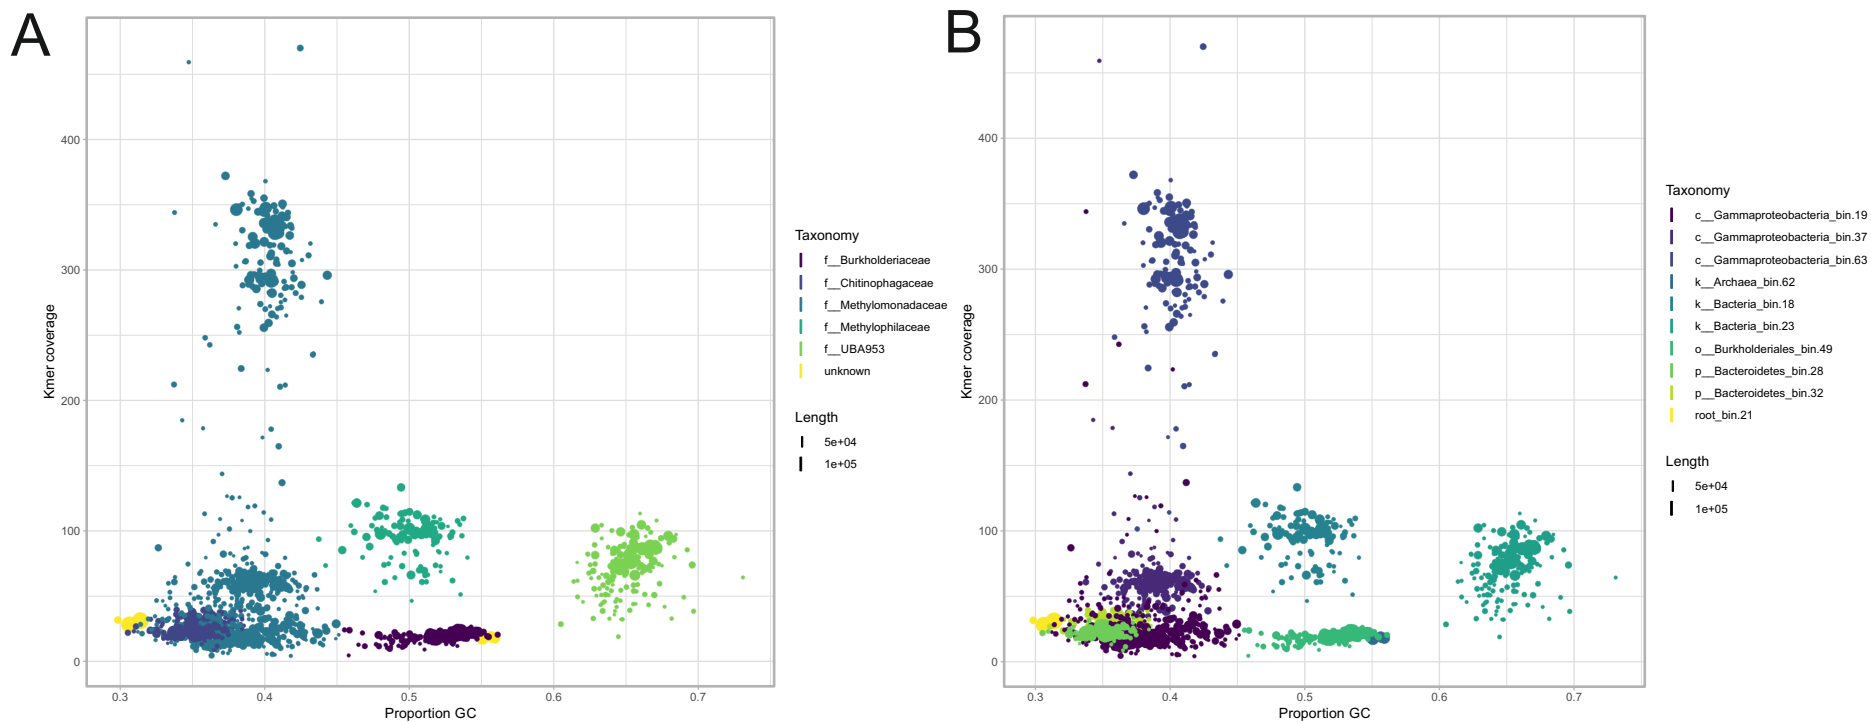 A
Kmer coverage
400
300
200
100
0
0.3
0.4
0.5
0.6
0.7
Proportion GC
Taxonomy
f__Burkholderiaceae
f__Chitinophagaceae
f__Methylomonadaceae
f__Methylophilaceae
f__UBA953
unknown
Length
5e+04
1e+05
B
Kmer coverage
400
300
200
100
0
0.3
0.4
0.5
0.6
0.7
Proportion GC
Taxonomy
c__Gammaproteobacteria_bin.19
c__Gammaproteobacteria_bin.37
c__Gammaproteobacteria_bin.63
k__Archaea_bin.62
k__Bacteria_bin.18
k__Bacteria_bin.23
o__Burkholderiales_bin.49
p__Bacteroidetes_bin.28
p__Bacteroidetes_bin.32
root_bin.21
Length
5e+04
1e+05